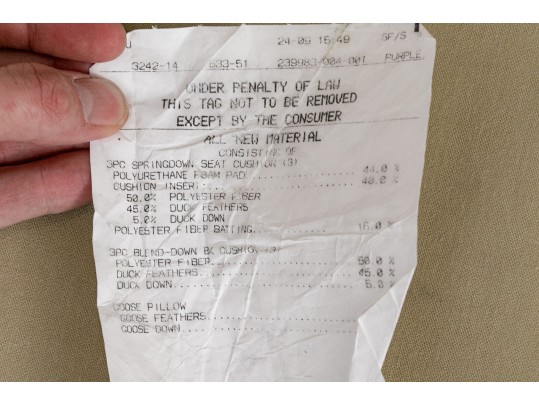 U 24-09 15:49 SF/S
3242-14 633-51 239983-004-001 PURPLE
UNDER PENALTY OF LAW
THIS TAG NOT TO BE REMOVED
EXCEPT BY THE CONSUMER
ALL NEW MATERIAL
CONSISTING OF
3PC SPRINGDOWN SEAT CUSHION (3)
POLYURETHANE FOAM PAD 44.0 %
CUSHION INSERT: 40.0 %
50.0% POLYESTER FIBER
45.0% DUCK FEATHERS
5.0% DUCK DOWN
POLYESTER FIBER BATTING 16.0 %
3PC BLEND-DOWN BK CUSHION (3)
POLYESTER FIBER 50.0 %
DUCK FEATHERS 45.0 %
DUCK DOWN 5.0 %
GOOSE PILLOW
GOOSE FEATHERS
GOOSE DOWN